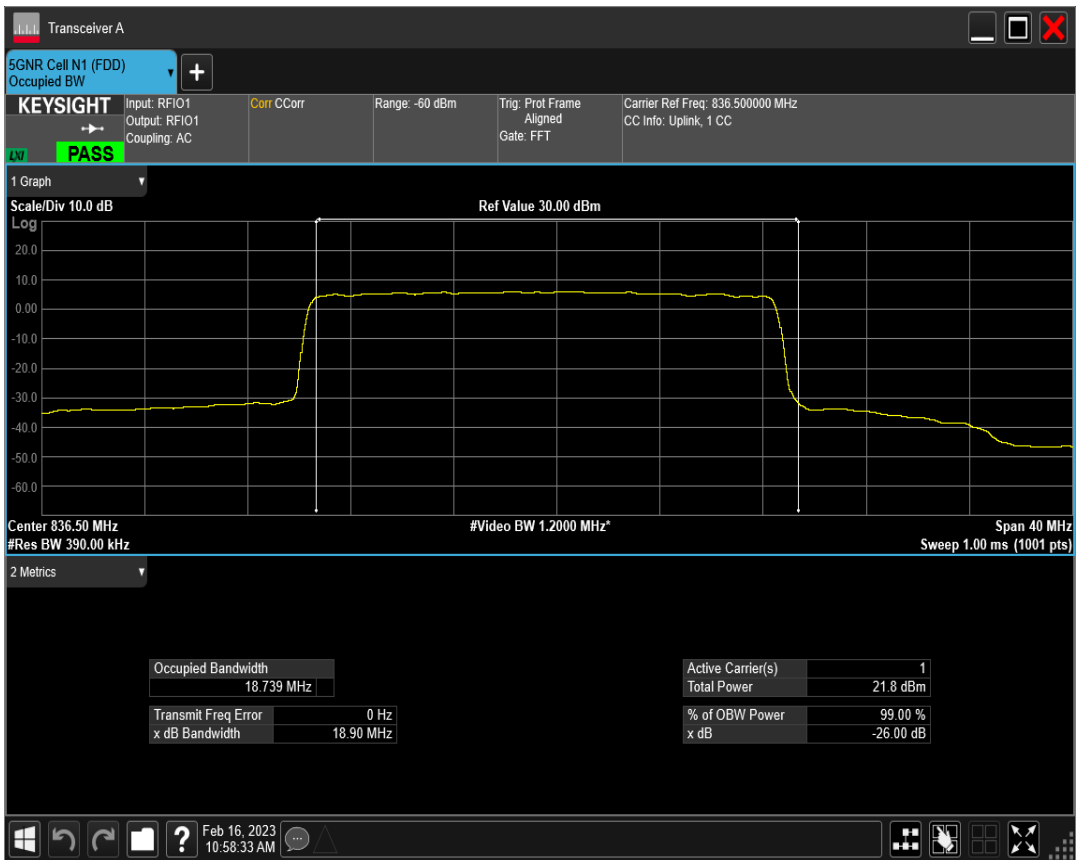 Transceiver A
5GNR Cell N1 (FDD)
Occupied BW
+
KEYSIGHT
LXI
PASS
Input: RFIO1
Output: RFIO1
Coupling: AC
Corr CCorr
Range: -60 dBm
Trig: Prot Frame
Aligned
Gate: FFT
Carrier Ref Freq: 836.500000 MHz
CC Info: Uplink, 1 CC
1 Graph
Scale/Div 10.0 dB
Ref Value 30.00 dBm
Log
20.0
10.0
0.00
-10.0
-20.0
-30.0
-40.0
-50.0
-60.0
Center 836.50 MHz
#Video BW 1.2000 MHz*
Span 40 MHz
#Res BW 390.00 kHz
Sweep 1.00 ms (1001 pts)
2 Metrics
Occupied Bandwidth
18.739 MHz
Transmit Freq Error 0 Hz
x dB Bandwidth 18.90 MHz
Active Carrier(s) 1
Total Power 21.8 dBm
% of OBW Power 99.00 %
x dB -26.00 dB
?
Feb 16, 2023
10:58:33 AM